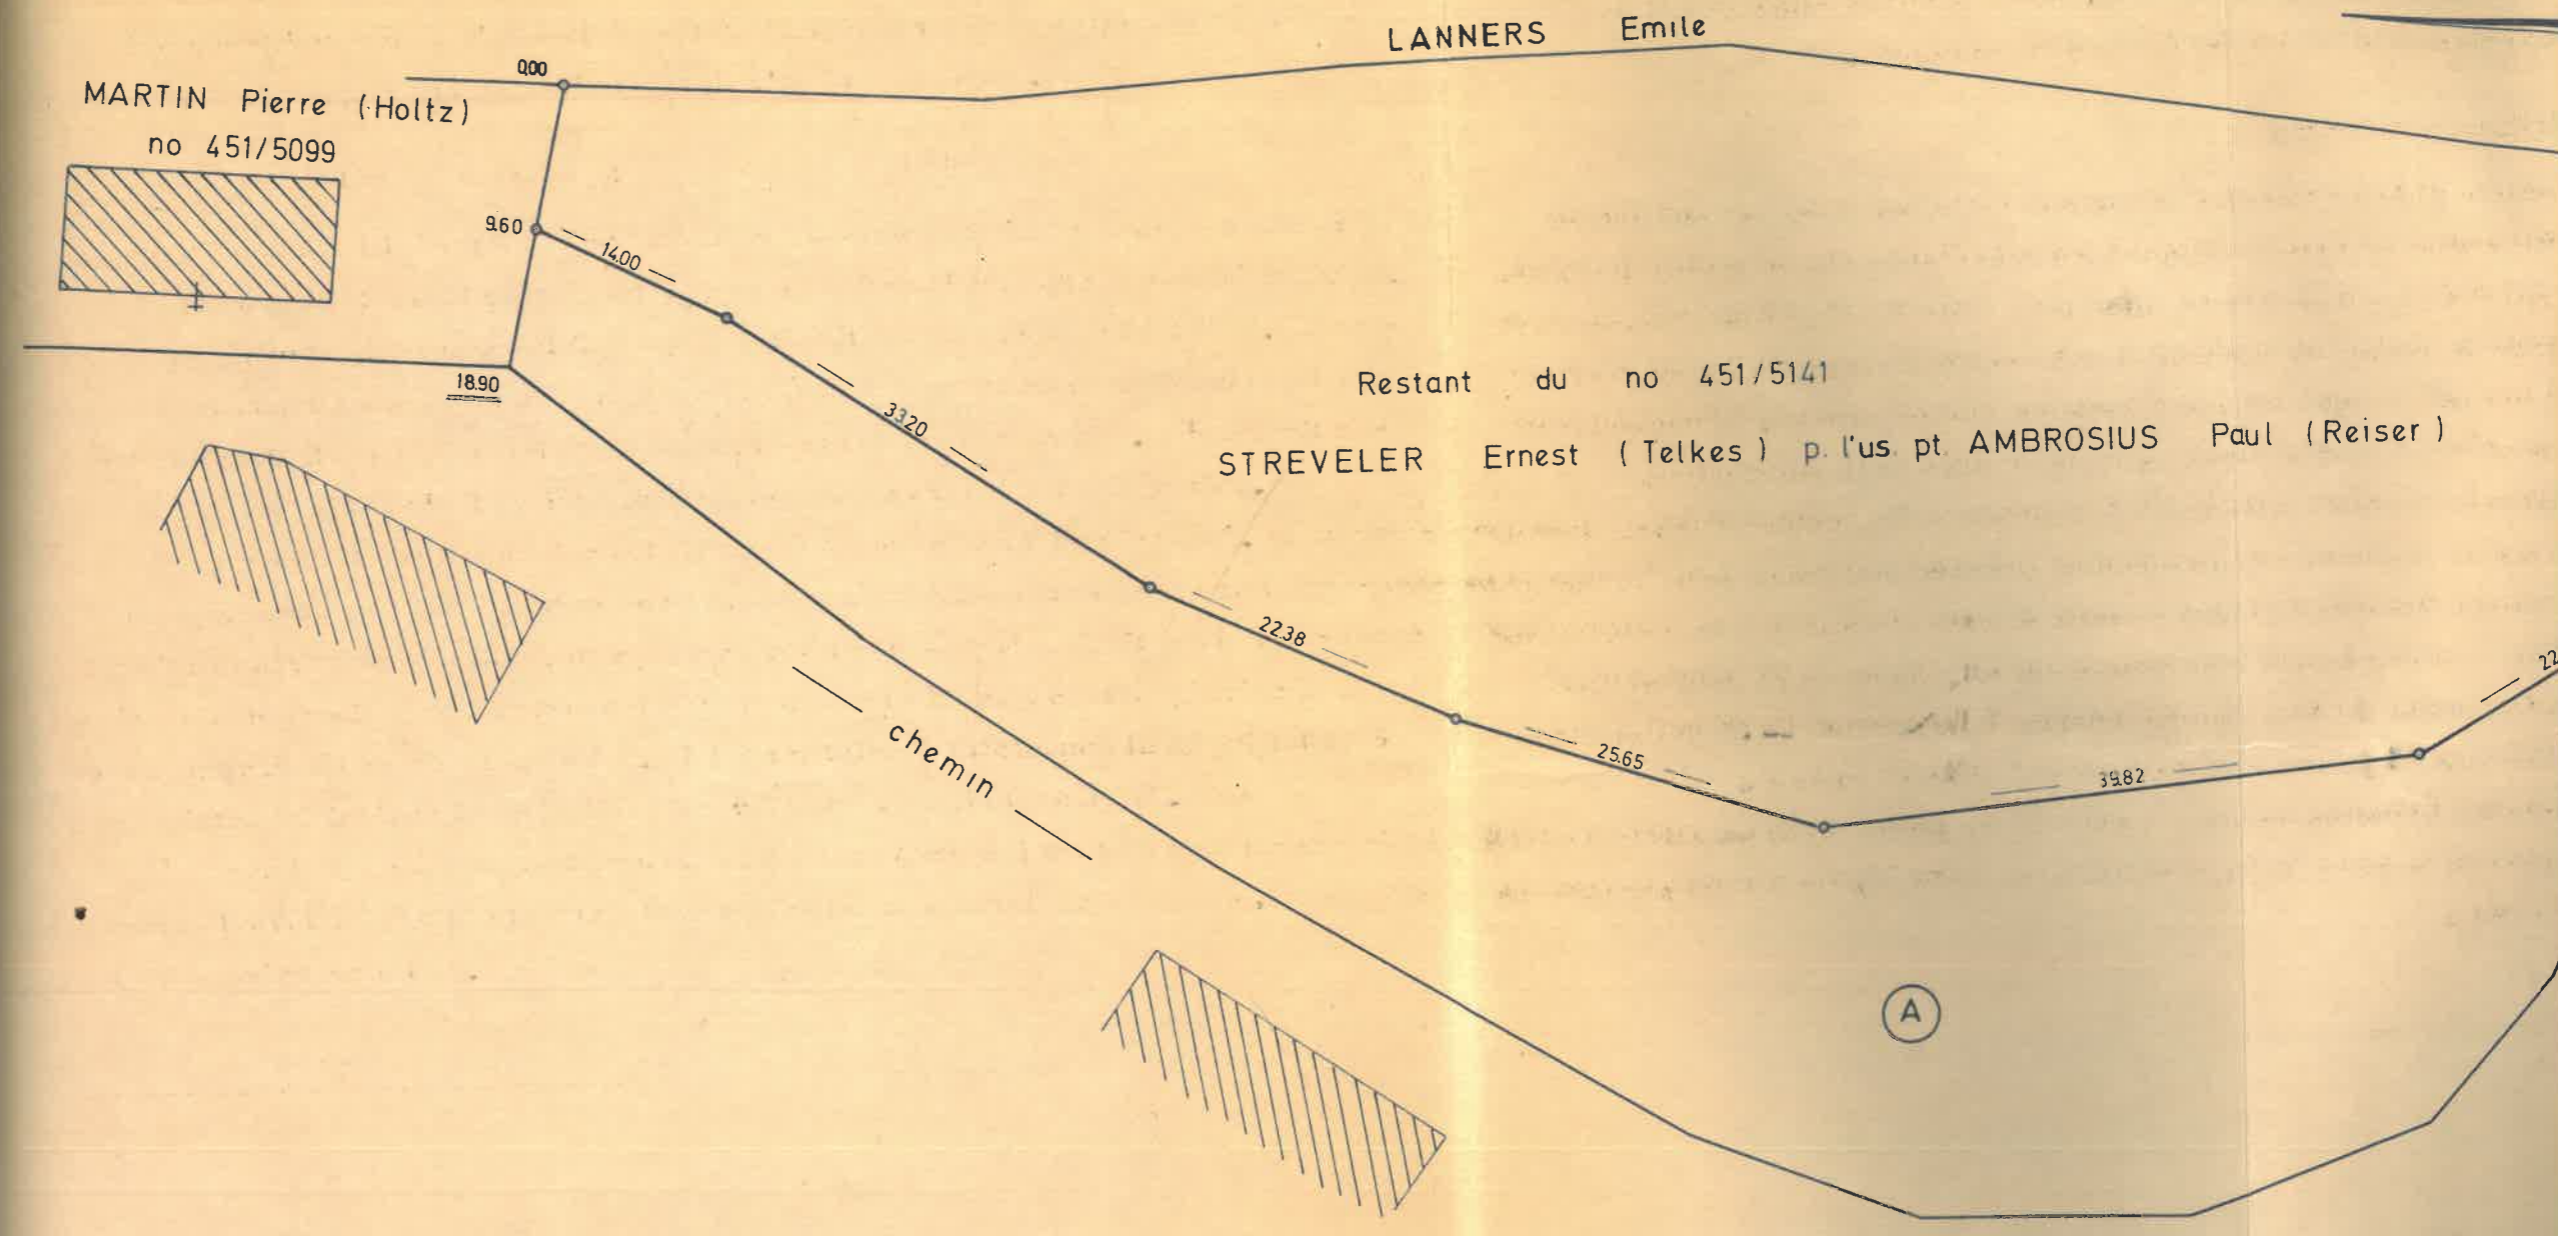 LANNERS Emile
0.00
MARTIN Pierre (Holtz)
no 451/5099
9.60
14.00
18.90
33.20
Restant du no 451/5141
STREVELER Ernest (Telkes) p. l'us. pt. AMBROSIUS Paul (Reiser)
22.38
22
chemin
25.65
39.82
A